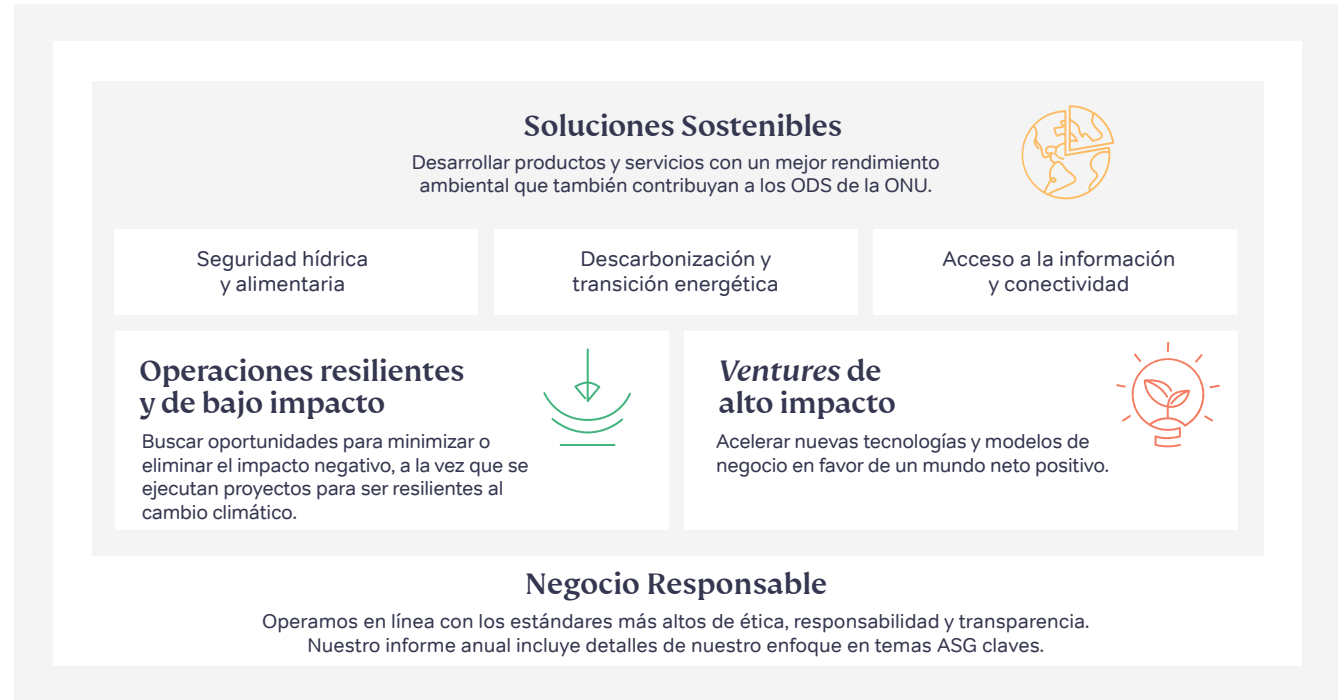 Soluciones Sostenibles
Desarrollar productos y servicios con un mejor rendimiento
ambiental que también contribuyan a los ODS de la ONU.
Seguridad hídrica
y alimentaria
Descarbonización y
transición energética
Acceso a la información
y conectividad
Operaciones resilientes
y de bajo impacto
Buscar oportunidades para minimizar o
eliminar el impacto negativo, a la vez que se
ejecutan proyectos para ser resilientes al
cambio climático.
Ventures de
alto impacto
Acelerar nuevas tecnologías y modelos de
negocio en favor de un mundo neto positivo.
Negocio Responsable
Operamos en línea con los estándares más altos de ética, responsabilidad y transparencia.
Nuestro informe anual incluye detalles de nuestro enfoque en temas ASG claves.